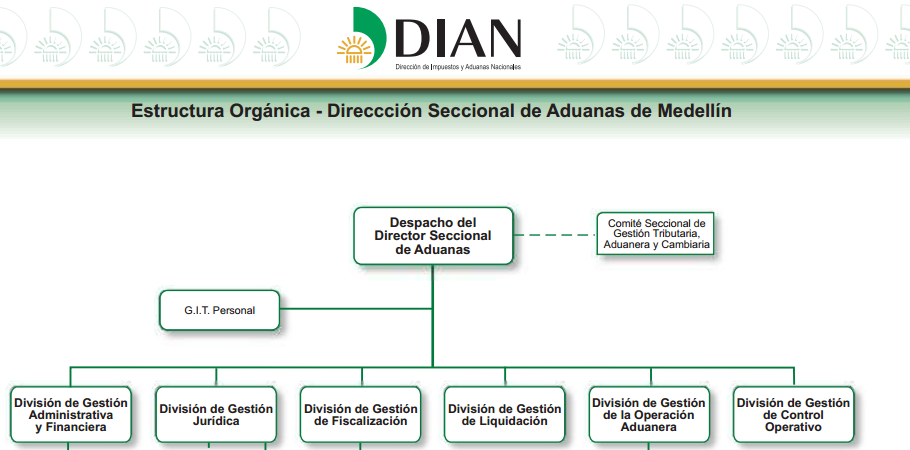 DIAN
Dirección de Impuestos y Aduanas Nacionales
Estructura Orgánica - Direccción Seccional de Aduanas de Medellín
Despacho del
Director Seccional
de Aduanas
Comité Seccional de
Gestión Tributaria,
Aduanera y Cambiaria
G.I.T. Personal
División de Gestión
Administrativa
y Financiera
División de Gestión
Jurídica
División de Gestión
de Fiscalización
División de Gestión
de Liquidación
División de Gestión
de la Operación
Aduanera
División de Gestión
de Control
Operativo